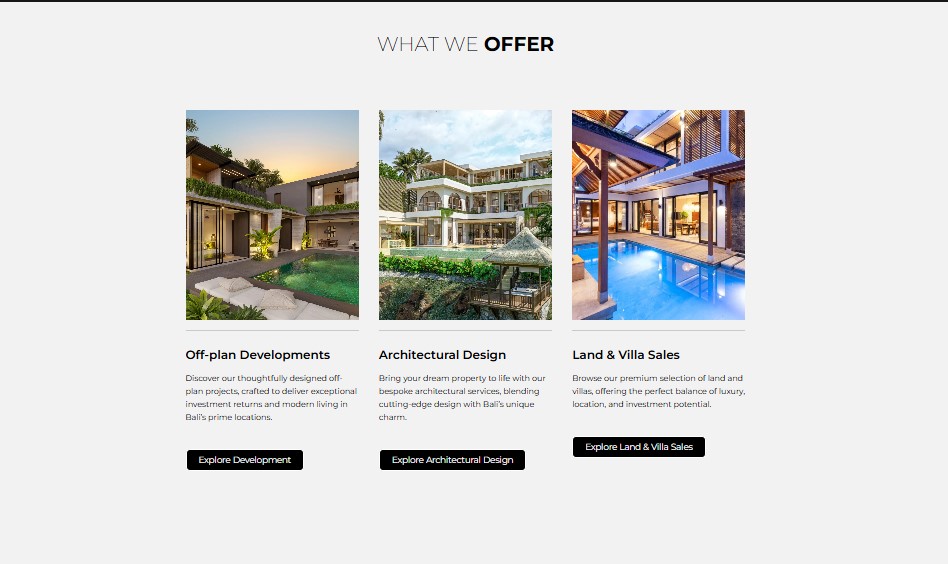 WHAT WE OFFER
Off-plan Developments
Discover our thoughtfully designed off-
plan projects, crafted to deliver exceptional
investment returns and modern living in
Bali's prime locations.
Explore Development
Architectural Design
Bring your dream property to life with our
bespoke architectural services, blending
cutting-edge design with Bali's unique
charm.
Explore Architectural Design
Land & Villa Sales
Browse our premium selection of land and
villas, offering the perfect balance of luxury,
location, and investment potential.
Explore Land & Villa Sales